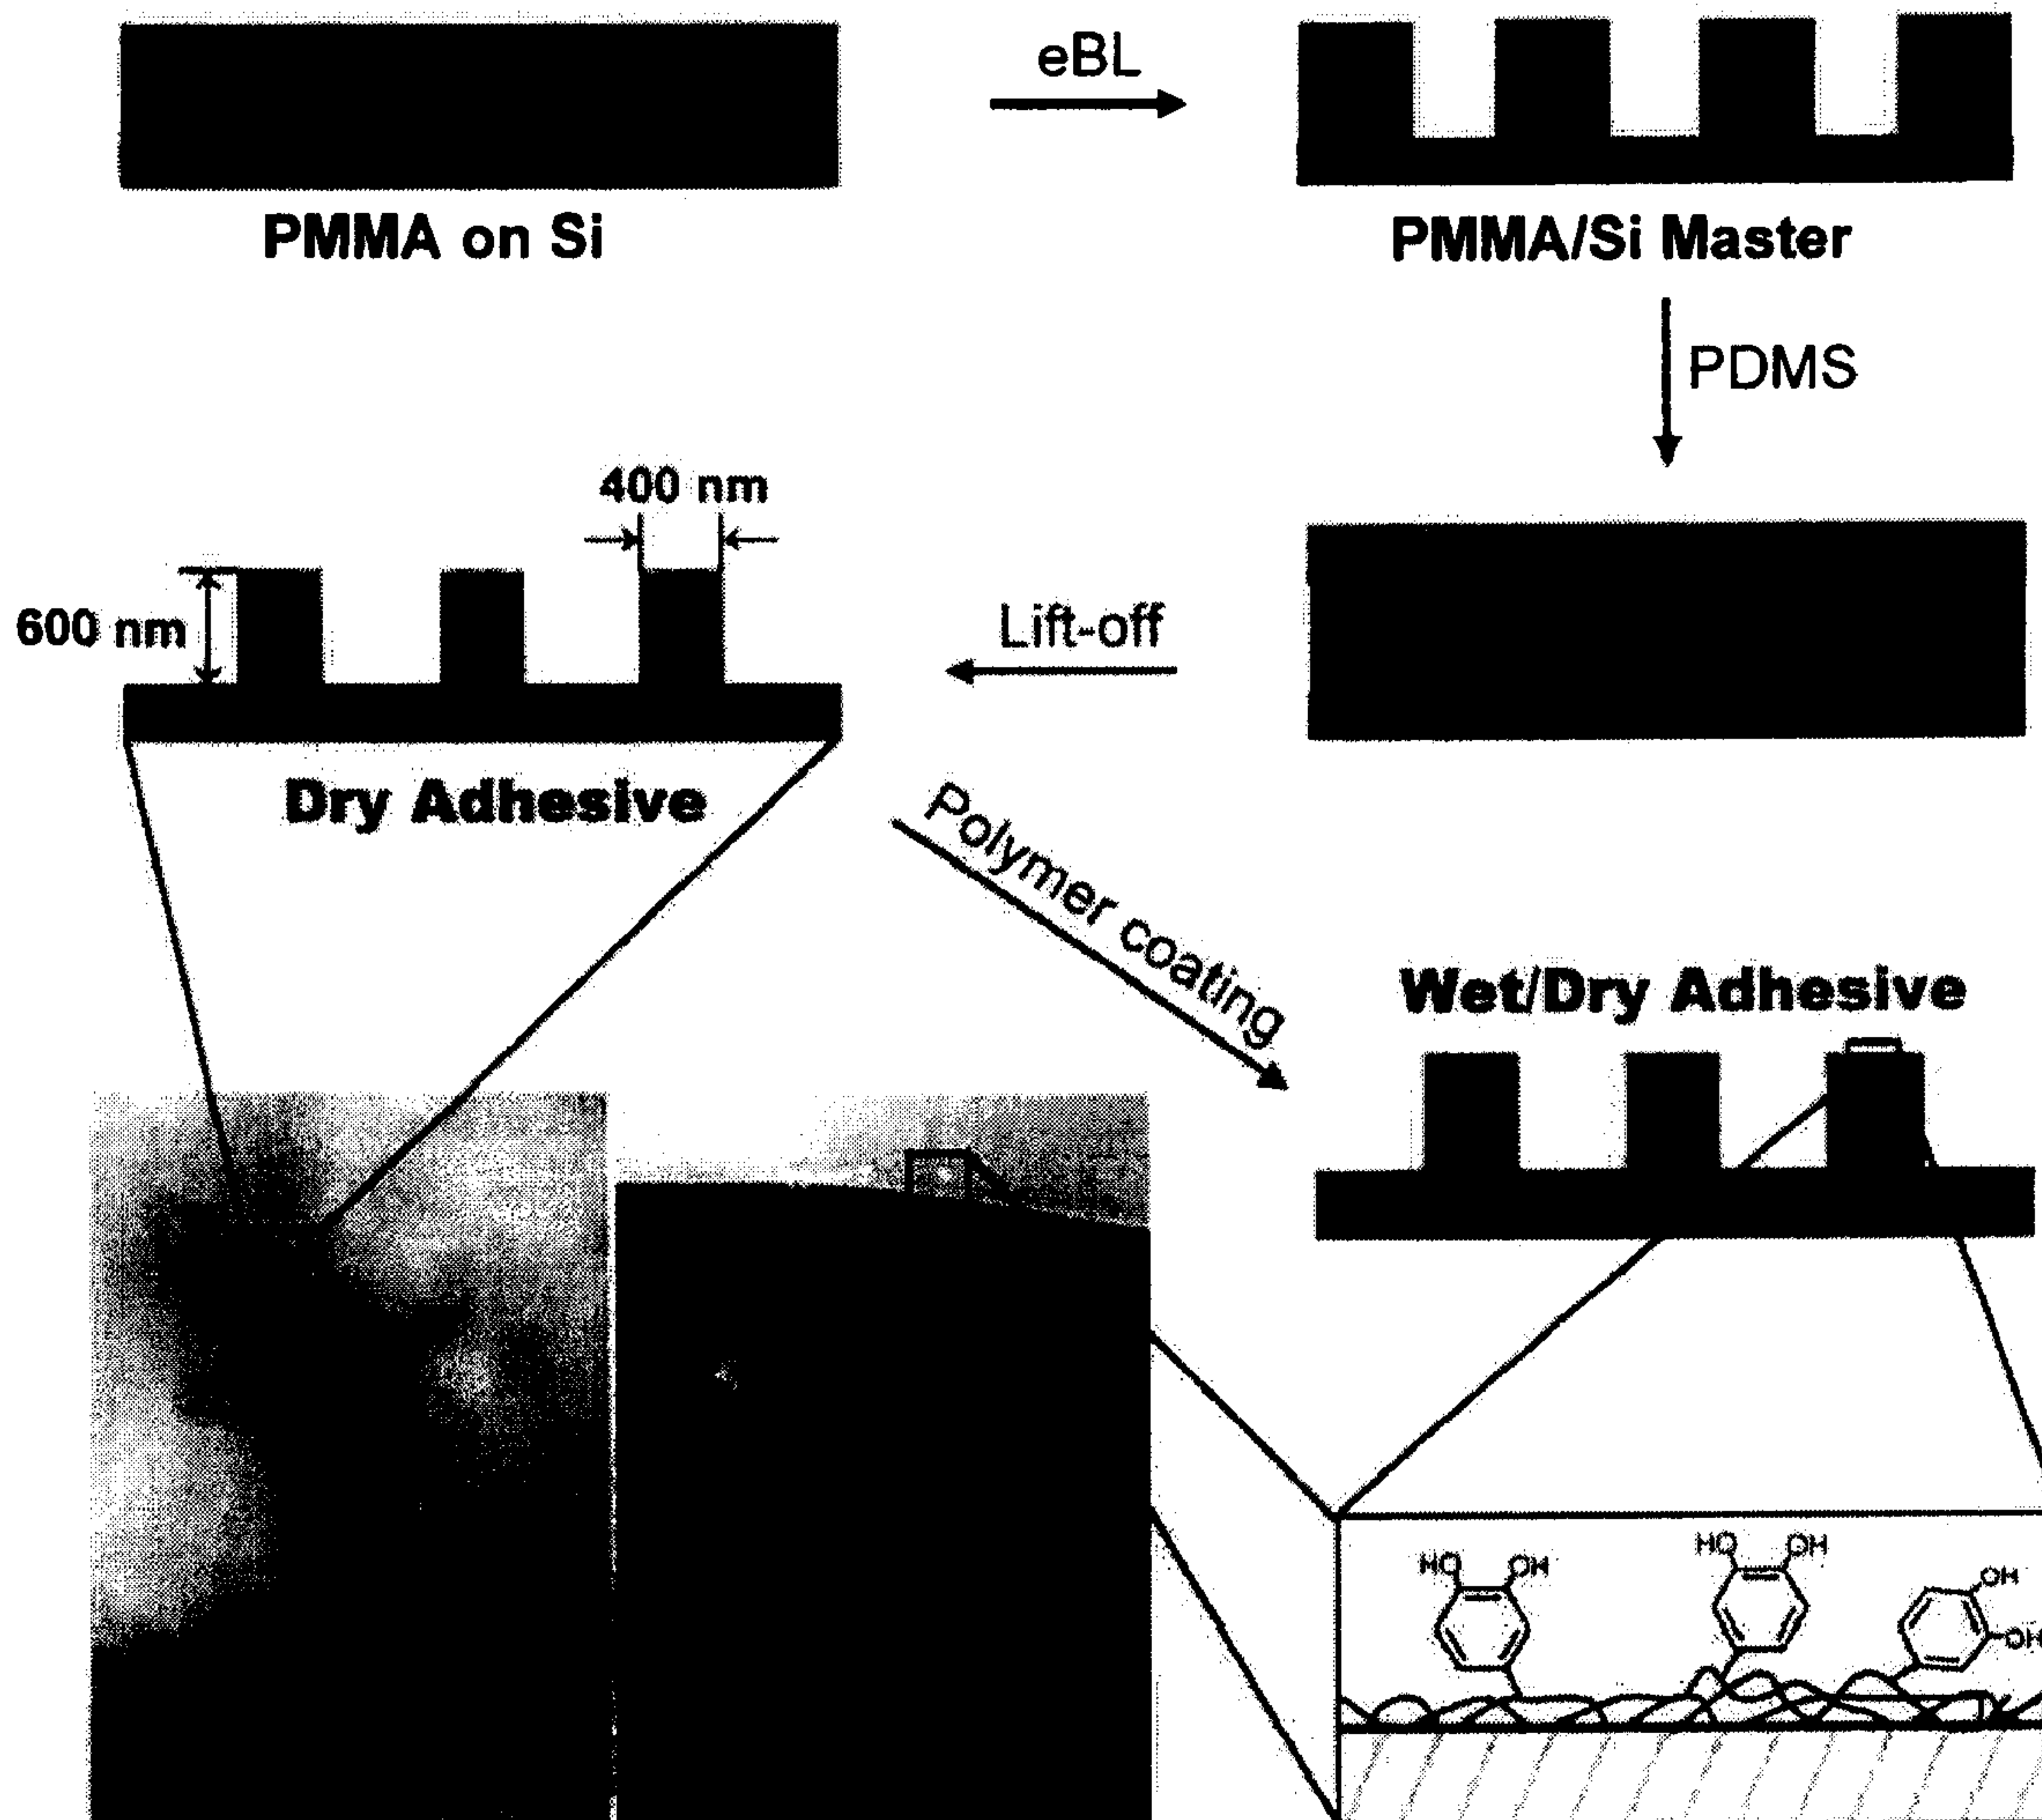 eBL
PMMA on Si
PMMA/Si Master
PDMS
400 nm
600 nm
Lift-off
Dry Adhesive
Polymer coating
Wet/Dry Adhesive
HO
OH
HO
OH
OH
OH